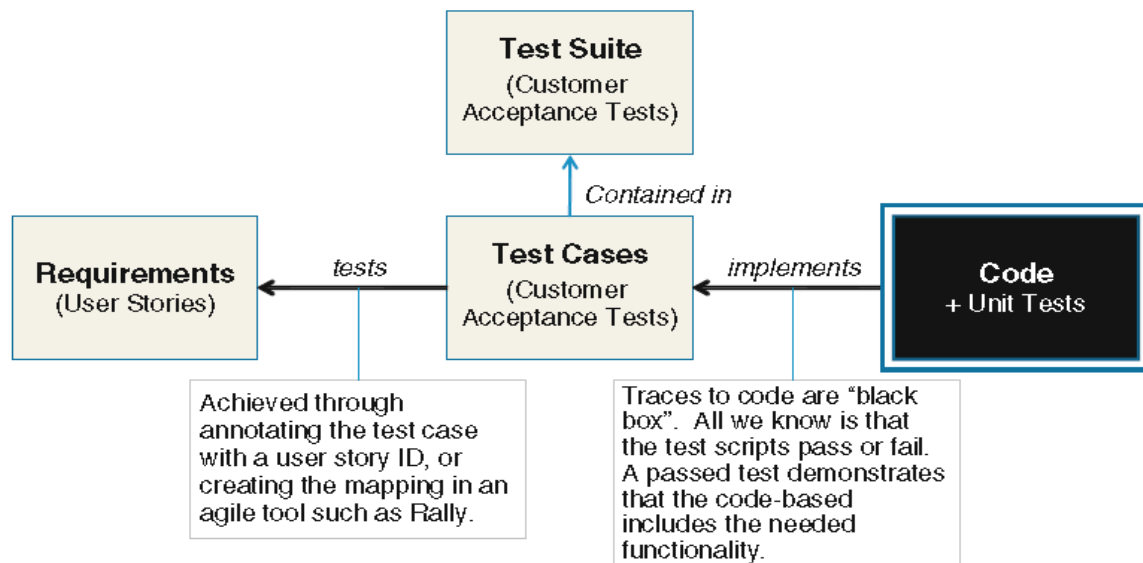 Test Suite
(Customer
Acceptance Tests)
Contained in
Requirements
(User Stories)
tests
Test Cases
(Customer
Acceptance Tests)
implements
Code
+ Unit Tests
Achieved through
annotating the test case
with a user story ID, or
creating the mapping in an
agile tool such as Rally.
Traces to code are “black
box”.  All we know is that
the test scripts pass or fail.
A passed test demonstrates
that the code-based
includes the needed
functionality.